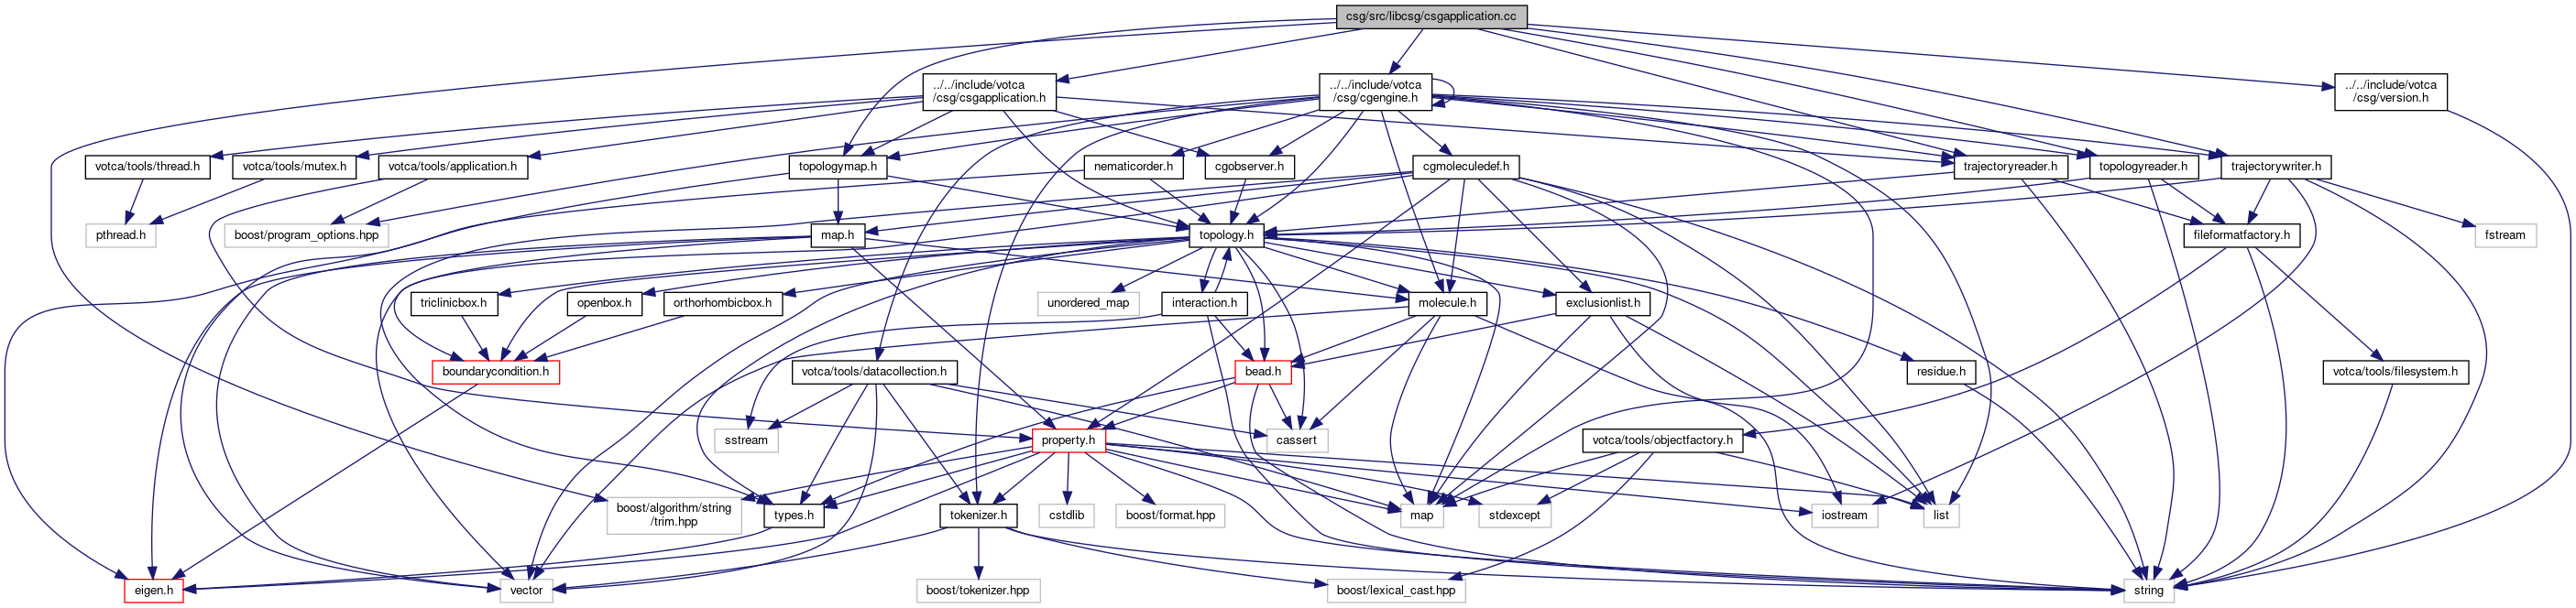 csg/src/libcsg/csgapplication.cc
../../include/votca
/csg/csgapplication.h
../../include/votca
/csg/cgengine.h
../../include/votca
/csg/version.h
votca/tools/thread.h
votca/tools/mutex.h
votca/tools/application.h
topologymap.h
nematicorder.h
cgobserver.h
cgmoleculedef.h
trajectoryreader.h
topologyreader.h
trajectorywriter.h
pthread.h
boost/program_options.hpp
map.h
topology.h
fileformatfactory.h
fstream
triclinicbox.h
openbox.h
orthorhombicbox.h
unordered_map
interaction.h
molecule.h
exclusionlist.h
boundarycondition.h
votca/tools/datacollection.h
bead.h
residue.h
votca/tools/filesystem.h
sstream
property.h
cassert
votca/tools/objectfactory.h
boost/algorithm/string
/trim.hpp
types.h
tokenizer.h
cstdlib
boost/format.hpp
map
stdexcept
iostream
list
eigen.h
vector
boost/tokenizer.hpp
boost/lexical_cast.hpp
string